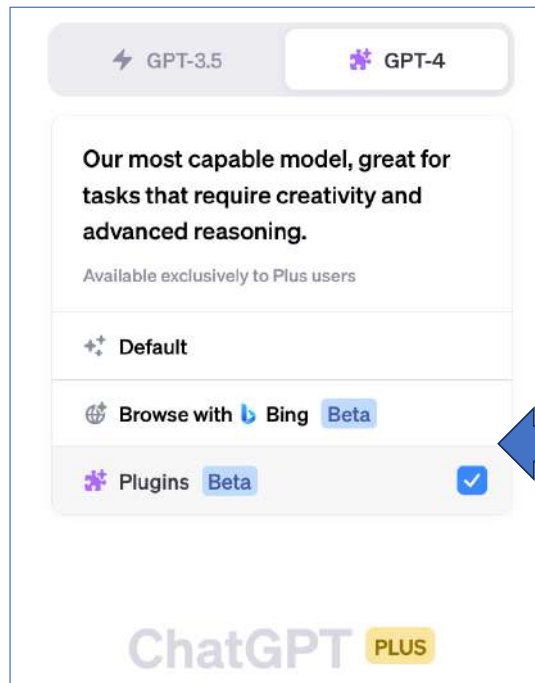 GPT-3.5
GPT-4
Our most capable model, great for
tasks that require creativity and
advanced reasoning.
Available exclusively to Plus users
Default
Browse with Bing Beta
Plugins Beta
ChatGPT PLUS